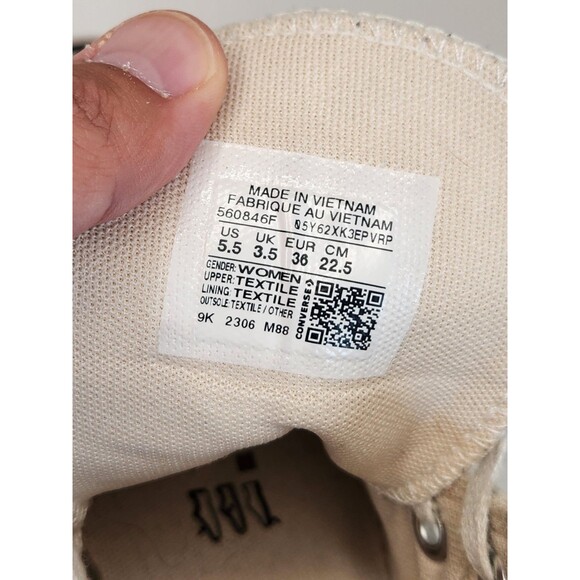 MADE IN VIETNAM
FABRIQUE AU VIETNAM
560846F 05Y62XK3EPVRP
US UK EUR CM
5.5 3.5 36 22.5
GENDER: WOMEN
UPPER: TEXTILE
LINING: TEXTILE
OUTSOLE: TEXTILE / OTHER
CONVERSE
9K 2306 M88